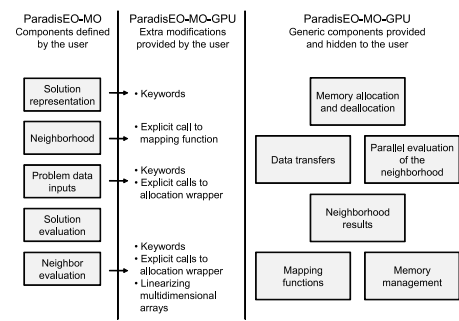 ParadisEO-MO
Components defined
by the user
Solution
representation
Neighborhood
Problem data
inputs
Solution
evaluation
Neighbor
evaluation
ParadisEO-MO-GPU
Extra modifications
provided by the user
• Keywords
• Explicit call to
mapping function
• Keywords
• Explicit calls to
allocation wrapper
• Keywords
• Explicit calls to
allocation wrapper
• Linearizing
multidimensional
arrays
ParadisEO-MO-GPU
Generic components provided
and hidden to the user
Memory allocation
and deallocation
Data transfers
Parallel evaluation
of the
neighborhood
Neighborhood
results
Mapping
functions
Memory
management